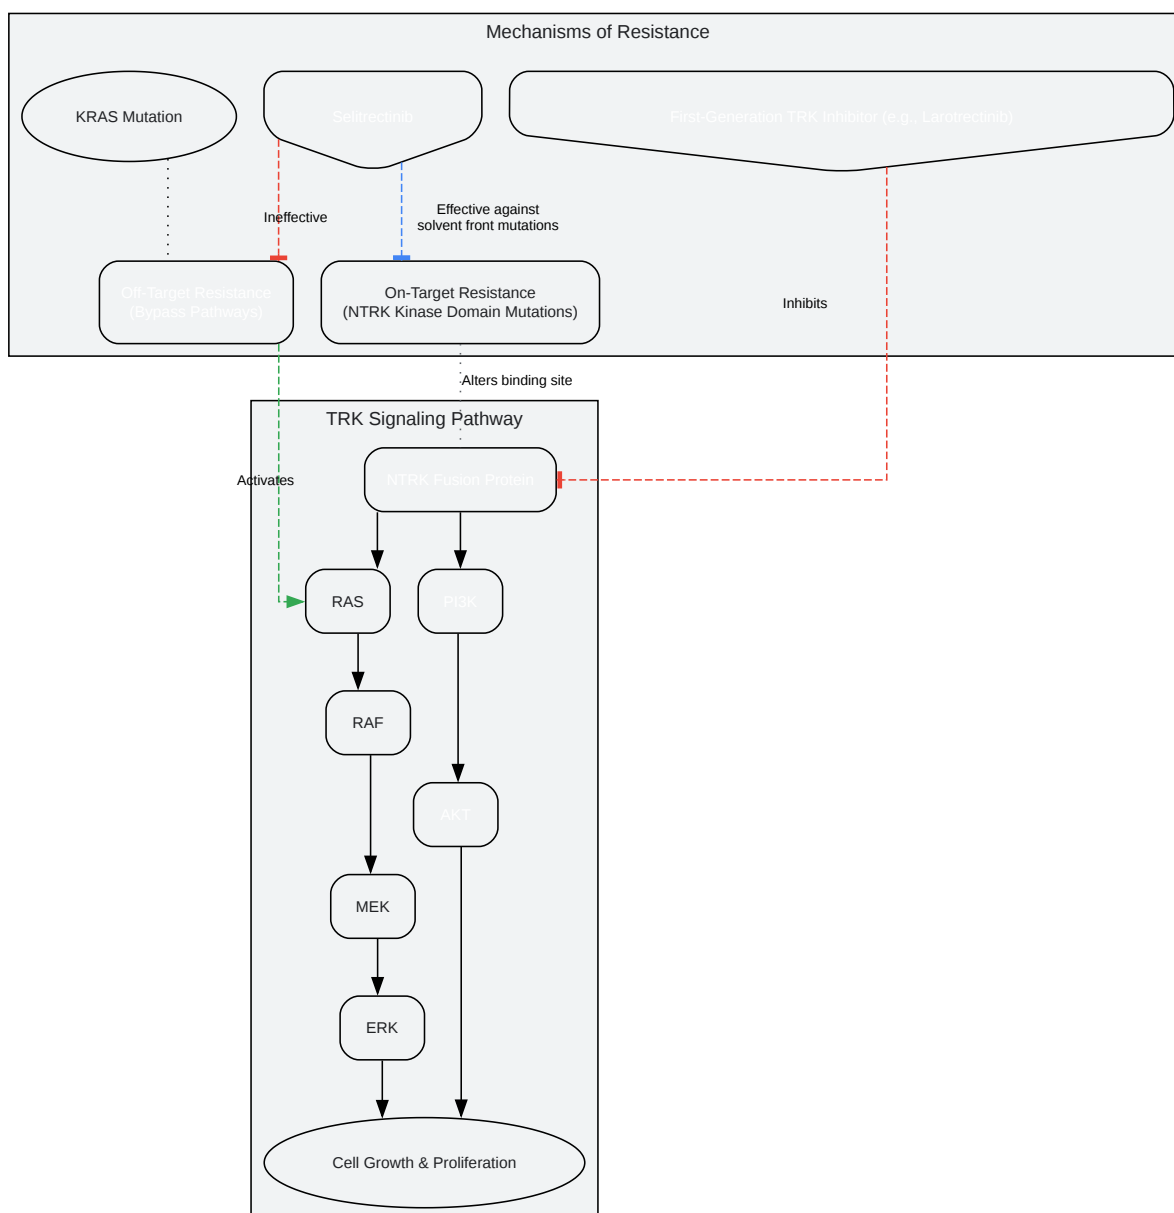 Mechanisms of Resistance
KRAS Mutation
Selitrectinib
First-Generation TRK Inhibitor (e.g., Larotrectinib)
Ineffective
Effective against
solvent front mutations
Inhibits
Off-Target Resistance
(Bypass Pathways)
On-Target Resistance
(NTRK Kinase Domain Mutations)
Alters binding site
TRK Signaling Pathway
Activates
NTRK Fusion Protein
RAS
PI3K
RAF
AKT
MEK
ERK
Cell Growth & Proliferation